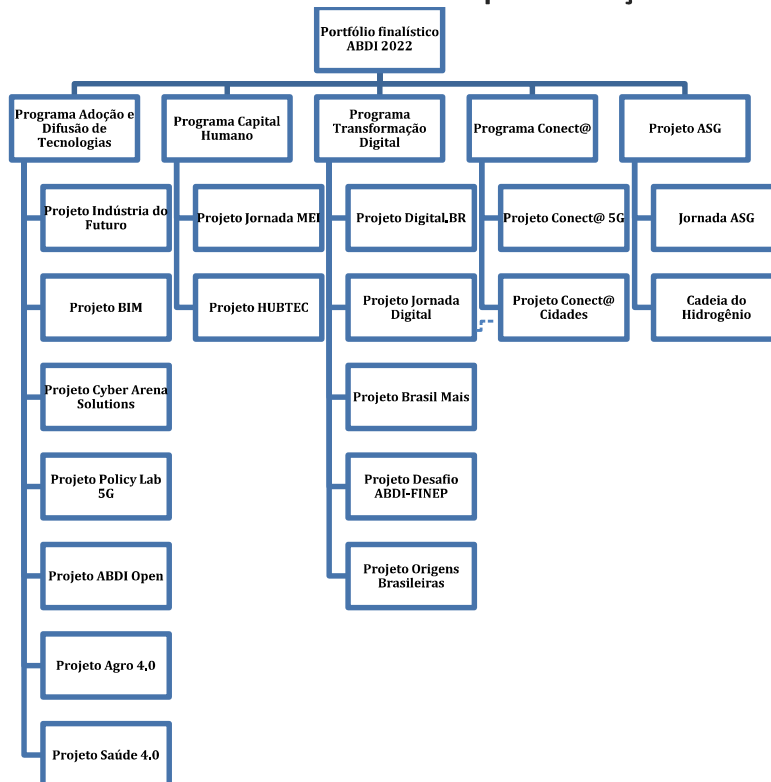 Portfólio finalístico
ABDI 2022
Programa Adoção e
Difusão de
Tecnologias
Programa Capital
Humano
Programa
Transformação
Digital
Programa Conect@
Projeto ASG
Projeto Indústria do
Futuro
Projeto Jornada MEI
Projeto Digital.BR
Projeto Conect@ 5G
Jornada ASG
Projeto BIM
Projeto HUBTEC
Projeto Jornada
Digital
Projeto Conect@
Cidades
Cadeia do
Hidrogênio
Projeto Cyber Arena
Solutions
Projeto Brasil Mais
Projeto Policy Lab
5G
Projeto Desafio
ABDI-FINEP
Projeto ABDI Open
Projeto Origens
Brasileiras
Projeto Agro 4.0
Projeto Saúde 4.0